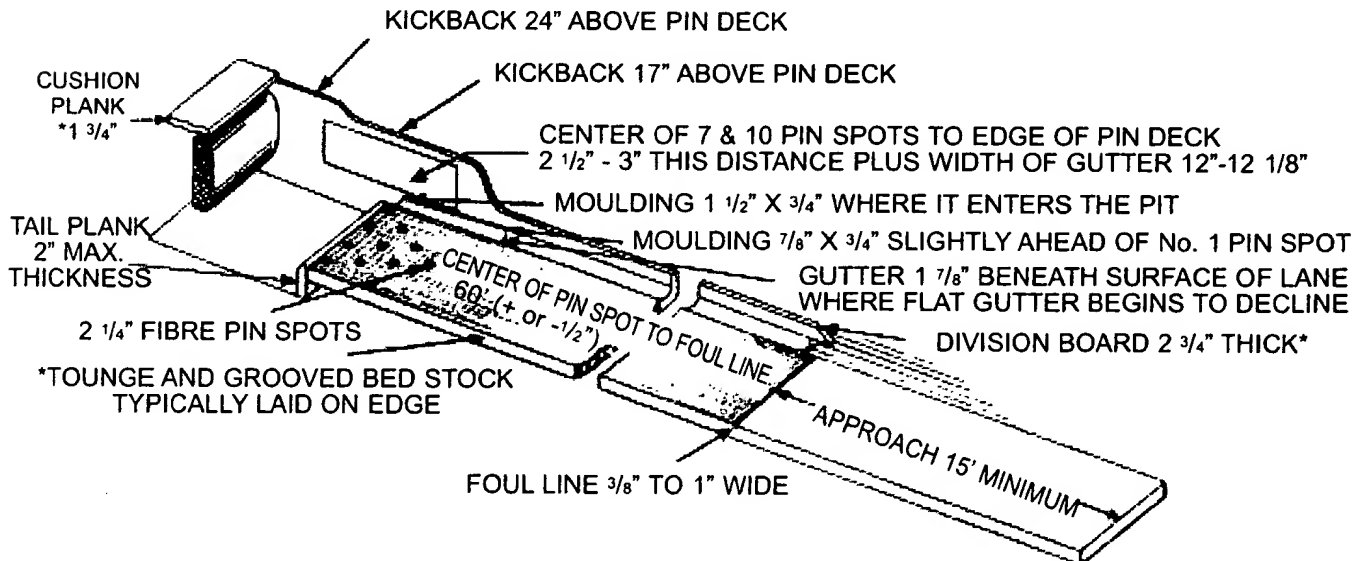 KICKBACK 24" ABOVE PIN DECK
KICKBACK 17" ABOVE PIN DECK
CUSHION
PLANK
*1 3/4"
CENTER OF 7 & 10 PIN SPOTS TO EDGE OF PIN DECK
2 1/2" - 3" THIS DISTANCE PLUS WIDTH OF GUTTER 12"-12 1/8"
MOULDING 1 1/2" X 3/4" WHERE IT ENTERS THE PIT
TAIL PLANK
2" MAX.
THICKNESS
MOULDING 7/8" X 3/4" SLIGHTLY AHEAD OF No. 1 PIN SPOT
GUTTER 1 7/8" BENEATH SURFACE OF LANE
WHERE FLAT GUTTER BEGINS TO DECLINE
CENTER OF PIN SPOT TO FOUL LINE
60' (+ or -1/2")
2 1/4" FIBRE PIN SPOTS
DIVISION BOARD 2 3/4" THICK*
*TOUNGE AND GROOVED BED STOCK
TYPICALLY LAID ON EDGE
APPROACH 15' MINIMUM
FOUL LINE 3/8" TO 1" WIDE